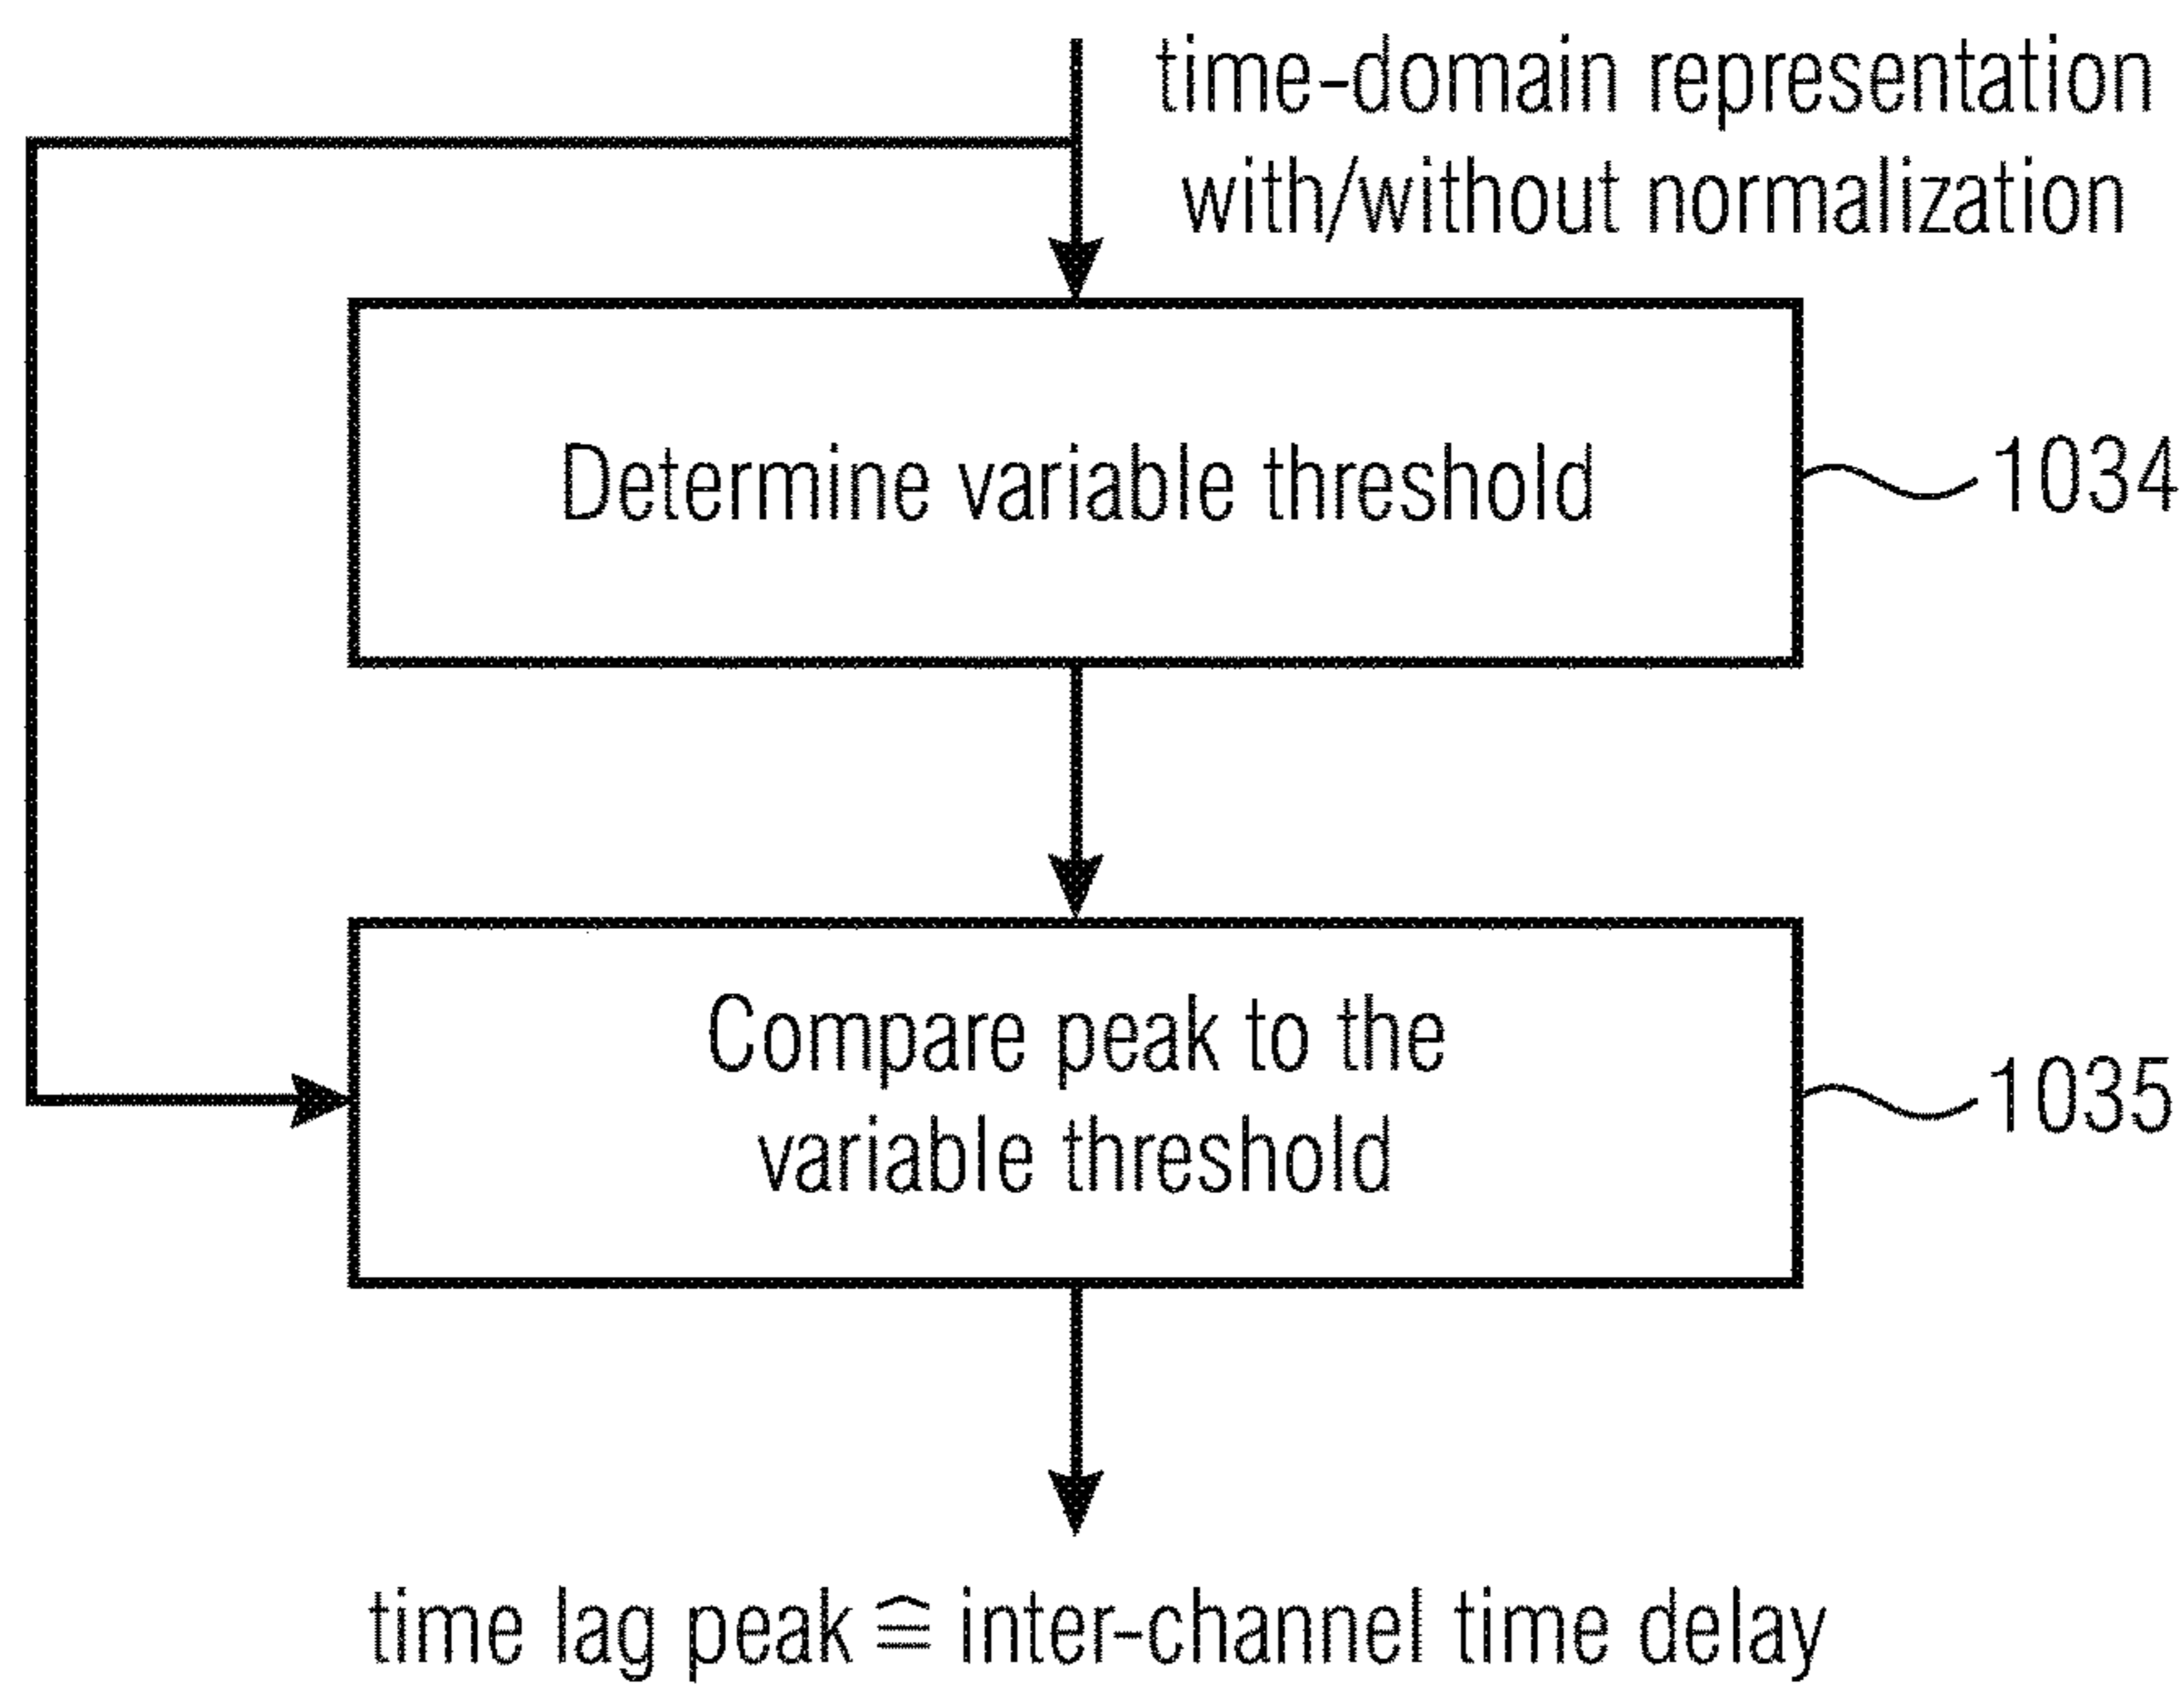 time-domain representation
with/without normalization
Determine variable threshold
1034
Compare peak to the
variable threshold
1035
time lag peak ≙ inter-channel time delay